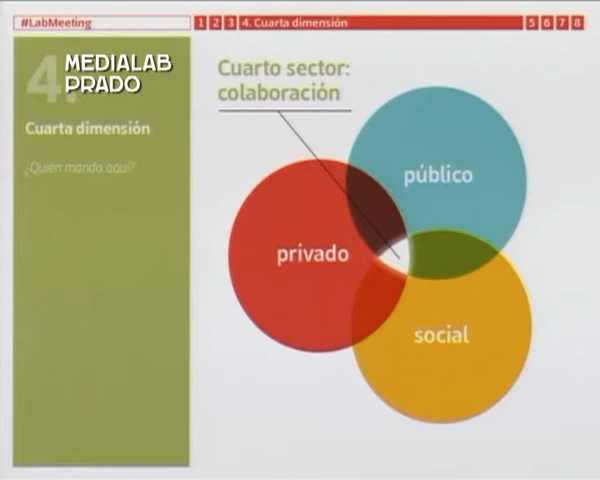 #LabMeeting
1 2 3 4. Cuarta dimensión 5 6 7 8
4.
MEDIALAB
PRADO
Cuarta dimensión
¿Quién manda aquí?
Cuarto sector:
colaboración
público
privado
social